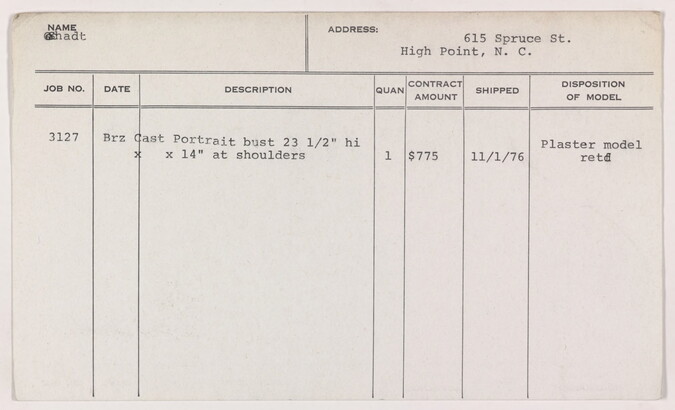 NAME
ADDRESS:
Shadt
615 Spruce St.
High Point, N. C.
JOB NO. DATE DESCRIPTION QUAN CONTRACT AMOUNT SHIPPED DISPOSITION OF MODEL
3127 Brz Cast Portrait bust 23 1/2" hi
x x 14" at shoulders 1 $775 11/1/76 Plaster model
retd